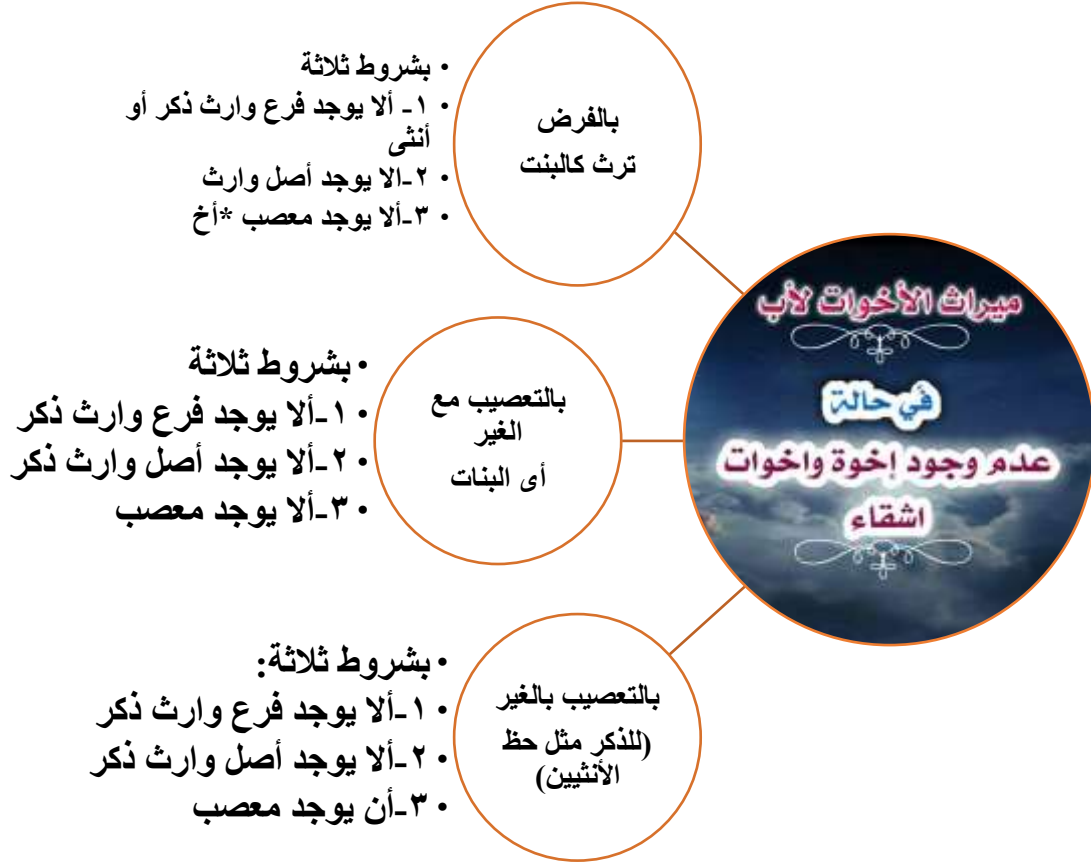 ميراث الأخوات لأب
في حالة
عدم وجود إخوة واخوات
اشقاء
بالفرض
ترث كالبنت
• بشروط ثلاثة
• ١- ألا يوجد فرع وارث ذكر أو
أنثى
• ٢-الا يوجد أصل وارث
• ٣-ألا يوجد معصب *أخ
بالتعصيب مع
الغير
أى البنات
• بشروط ثلاثة
• ١-ألا يوجد فرع وارث ذكر
• ٢-ألا يوجد أصل وارث ذكر
• ٣-ألا يوجد معصب
بالتعصيب بالغير
(للذكر مثل حظ
الأنثيين)
• بشروط ثلاثة:
• ١-ألا يوجد فرع وارث ذكر
• ٢-ألا يوجد أصل وارث ذكر
• ٣-أن يوجد معصب